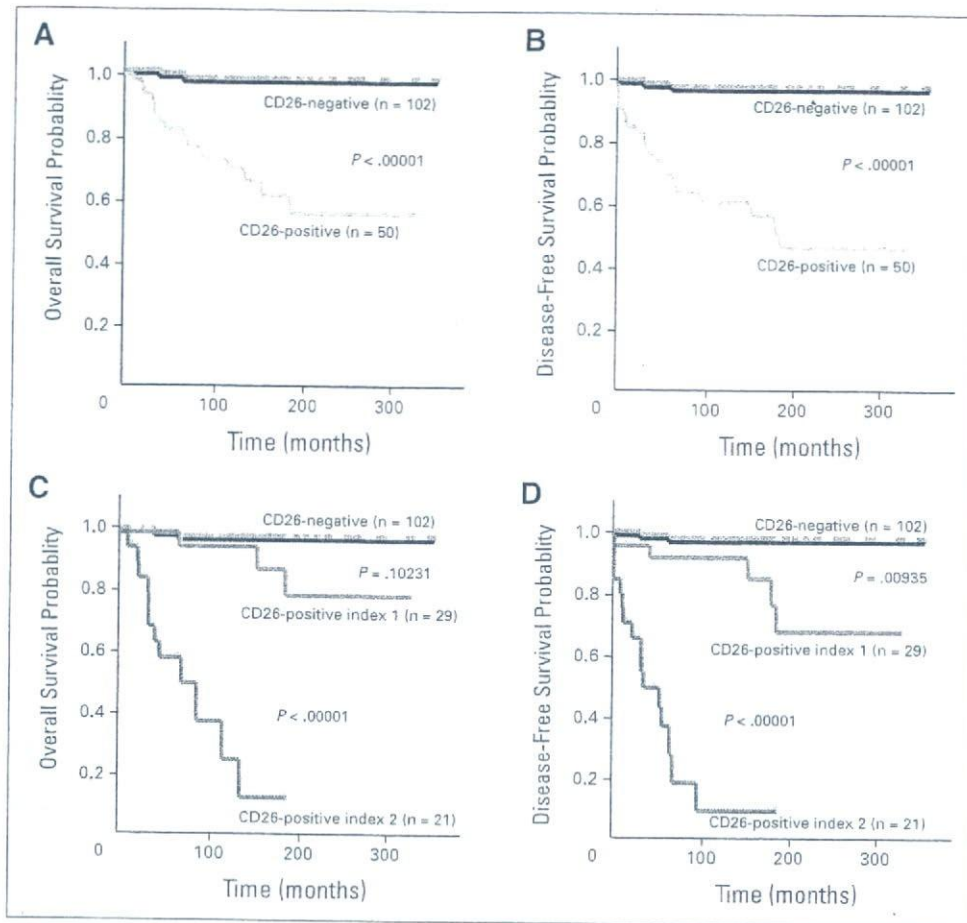 A
Overall Survival Probablity
1.0
0.8
0.6
0.4
0.2
0
100
200
300
Time (months)
CD26-negative (n = 102)
P < .00001
CD26-positive (n = 50)
B
Disease-Free Survival Probablity
1.0
0.8
0.6
0.4
0.2
0
100
200
300
Time (months)
CD26-negative (n = 102)
P < .00001
CD26-positive (n = 50)
C
Overall Survival Probablity
1.0
0.8
0.6
0.4
0.2
0
100
200
300
Time (months)
CD26-negative (n = 102)
P = .10231
CD26-positive index 1 (n = 29)
P < .00001
CD26-positive index 2 (n = 21)
D
Disease-Free Survival Probablity
1.0
0.8
0.6
0.4
0.2
0
100
200
300
Time (months)
CD26-negative (n = 102)
P = .00935
CD26-positive index 1 (n = 29)
P < .00001
CD26-positive index 2 (n = 21)